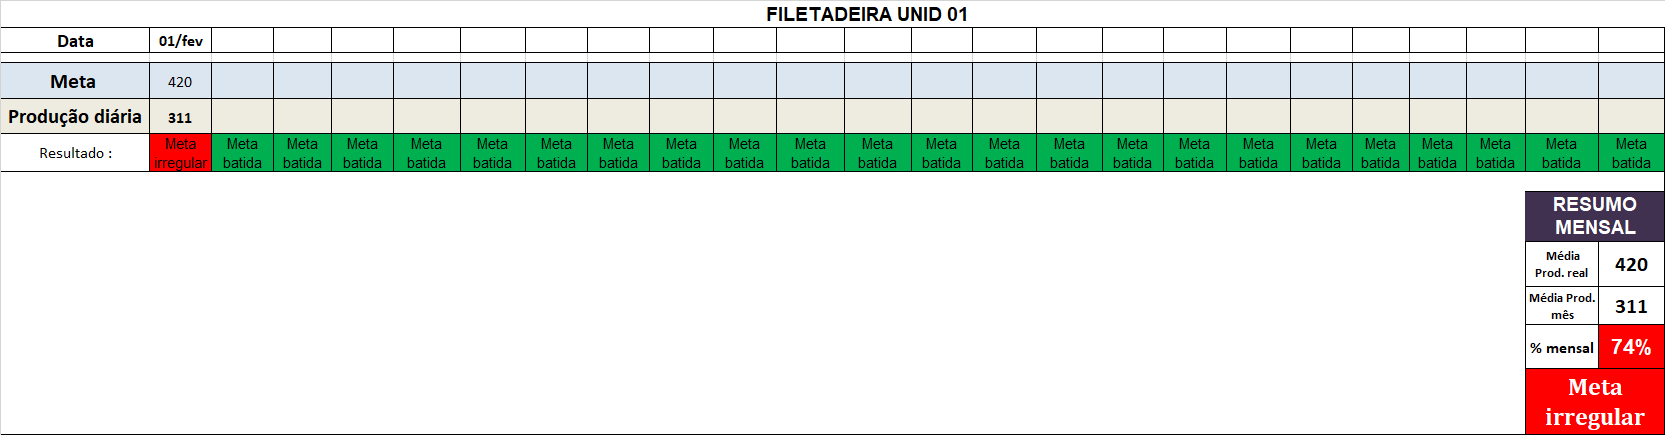 FILETADEIRA UNID 01
Data 01/fev
Meta 420
Produção diária 311
Resultado : Meta irregular Meta batida Meta batida Meta batida Meta batida Meta batida Meta batida Meta batida Meta batida Meta batida Meta batida Meta batida Meta batida Meta batida Meta batida Meta batida Meta batida Meta batida Meta batida Meta batida Meta batida Meta batida Meta batida Meta batida
RESUMO
MENSAL
Média
Prod. real 420
Média Prod.
mês 311
% mensal 74%
Meta
irregular